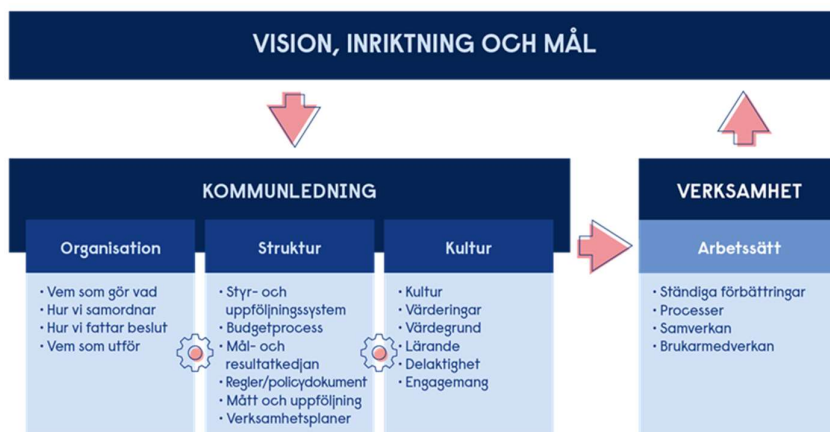 VISION, INRIKTNING OCH MÅL
KOMMUNLEDNING
Organisation
• Vem som gör vad
• Hur vi samordnar
• Hur vi fattar beslut
• Vem som utför
Struktur
• Styr- och
uppföljningssystem
• Budgetprocess
• Mål- och
resultatkedjan
• Regler/policydokument
• Mått och uppföljning
• Verksamhetsplaner
Kultur
• Kultur
• Värderingar
• Värdegrund
• Lärande
• Delaktighet
• Engagemang
VERKSAMHET
Arbetssätt
• Ständiga förbättringar
• Processer
• Samverkan
• Brukarmedverkan